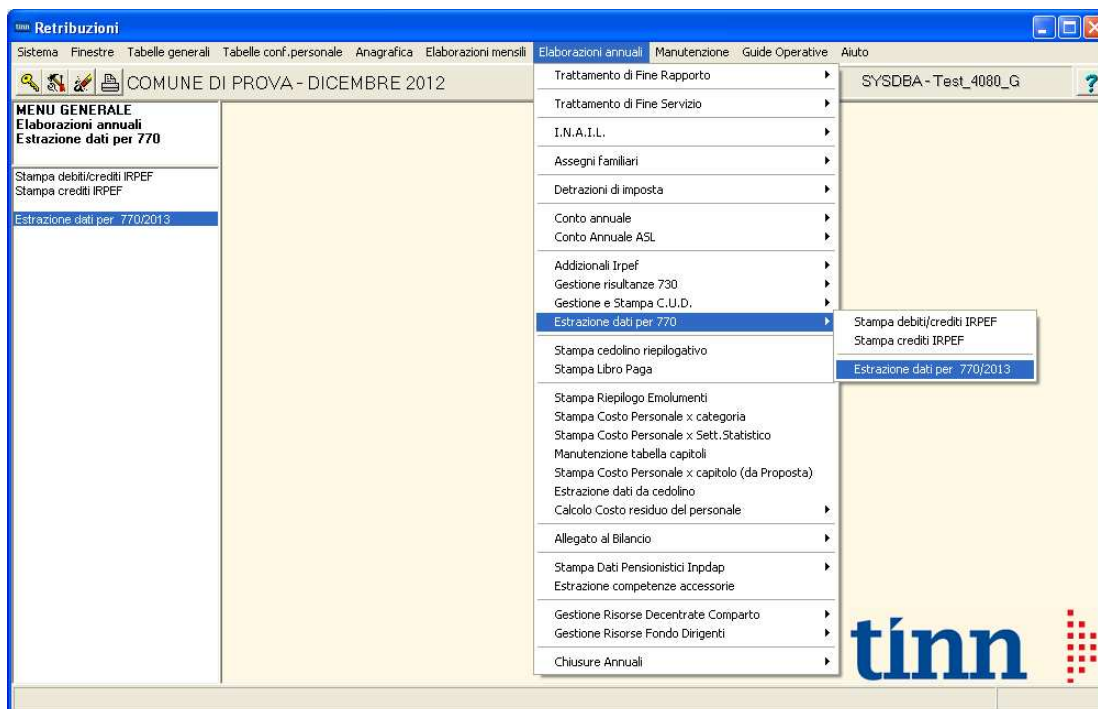 tinn Retribuzioni
Sistema Finestre Tabelle generali Tabelle conf.personale Anagrafica Elaborazioni mensili Elaborazioni annuali Manutenzione Guide Operative Aiuto
COMUNE DI PROVA - DICEMBRE 2012
SYSDBA - Test_4080_G
?
MENU GENERALE
Elaborazioni annuali
Estrazione dati per 770
Stampa debiti/crediti IRPEF
Stampa crediti IRPEF
Estrazione dati per 770/2013
Trattamento di Fine Rapporto
Trattamento di Fine Servizio
I.N.A.I.L.
Assegni familiari
Detrazioni di imposta
Conto annuale
Conto Annuale ASL
Addizionali Irpef
Gestione risultanze 730
Gestione e Stampa C.U.D.
Estrazione dati per 770
Stampa cedolino riepilogativo
Stampa Libro Paga
Stampa Riepilogo Emolumenti
Stampa Costo Personale x categoria
Stampa Costo Personale x Sett.Statistico
Manutenzione tabella capitoli
Stampa Costo Personale x capitolo (da Proposta)
Estrazione dati da cedolino
Calcolo Costo residuo del personale
Allegato al Bilancio
Stampa Dati Pensionistici Inpdap
Estrazione competenze accessorie
Gestione Risorse Decentrate Comparto
Gestione Risorse Fondo Dirigenti
Chiusure Annuali
Stampa debiti/crediti IRPEF
Stampa crediti IRPEF
Estrazione dati per 770/2013
tinn